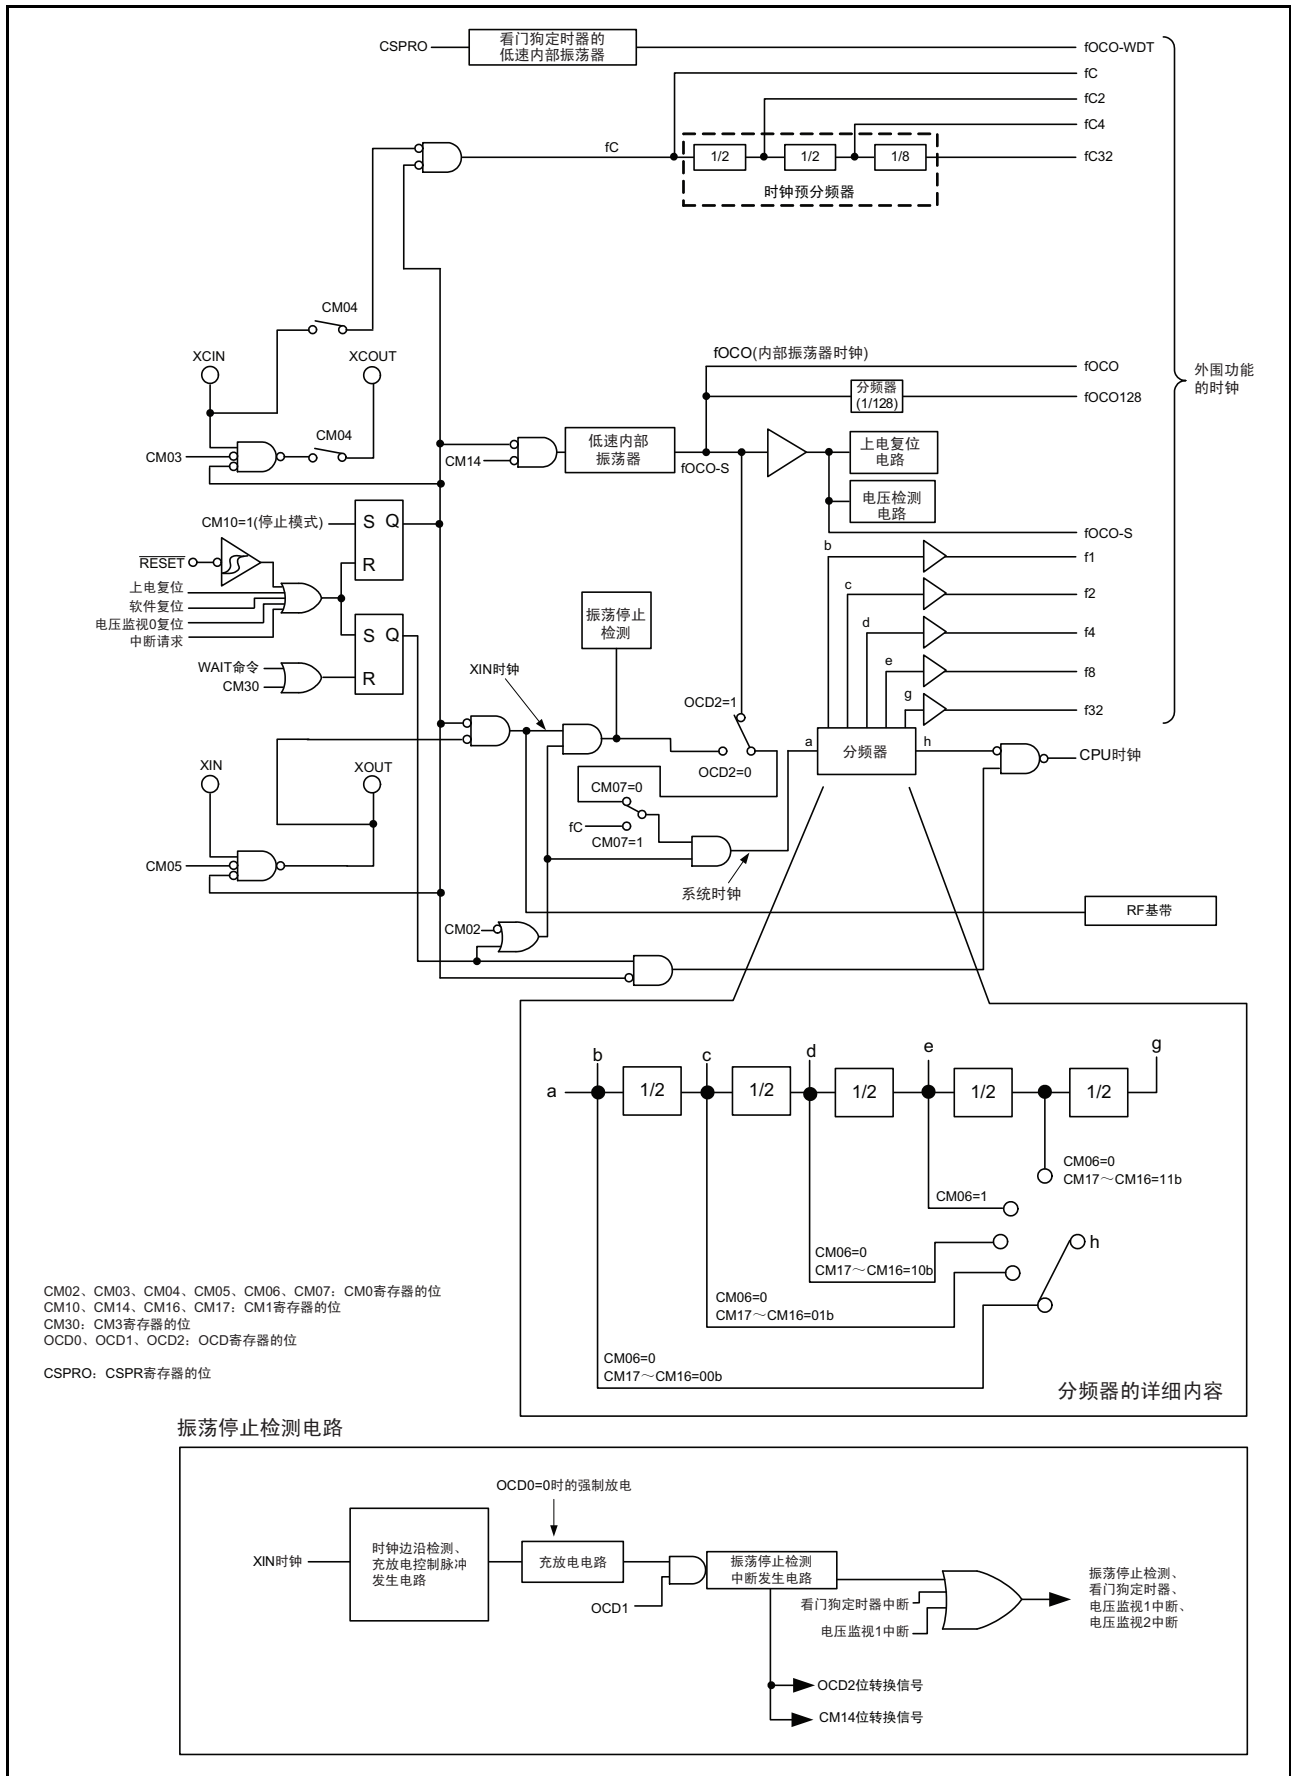 CSPRO
看门狗定时器的
低速内部振荡器
fOCO-WDT
fC
fC2
fC4
fC
1/2
1/2
1/8
fC32
时钟预分频器
CM04
XCIN
XCOUT
fOCO(内部振荡器时钟)
fOCO
外围功能
的时钟
分频器
(1/128)
fOCO128
CM04
CM03
CM14
低速内部
振荡器
fOCO-S
上电复位
电路
电压检测
电路
fOCO-S
CM10=1(停止模式)
S Q
R
RESET
上电复位
软件复位
电压监视0复位
中断请求
b
f1
c
f2
振荡停止
检测
S Q
R
d
f4
WAIT命令
CM30
XIN时钟
e
f8
g
f32
OCD2=1
OCD2=0
a
分频器
h
CPU时钟
XIN
XOUT
CM07=0
fC
CM07=1
CM05
系统时钟
RF基带
CM02
a
b
1/2
c
1/2
d
1/2
e
1/2
1/2
g
CM06=0
CM17～CM16=11b
CM06=1
h
CM06=0
CM17～CM16=10b
CM06=0
CM17～CM16=01b
CM06=0
CM17～CM16=00b
分频器的详细内容
CM02、CM03、CM04、CM05、CM06、CM07：CM0寄存器的位
CM10、CM14、CM16、CM17：CM1寄存器的位
CM30：CM3寄存器的位
OCD0、OCD1、OCD2：OCD寄存器的位
CSPRO：CSPR寄存器的位
振荡停止检测电路
OCD0=0时的强制放电
XIN时钟
时钟边沿检测、
充放电控制脉冲
发生电路
充放电电路
OCD1
振荡停止检测
中断发生电路
看门狗定时器中断
电压监视1中断
振荡停止检测、
看门狗定时器、
电压监视1中断、
电压监视2中断
OCD2位转换信号
CM14位转换信号